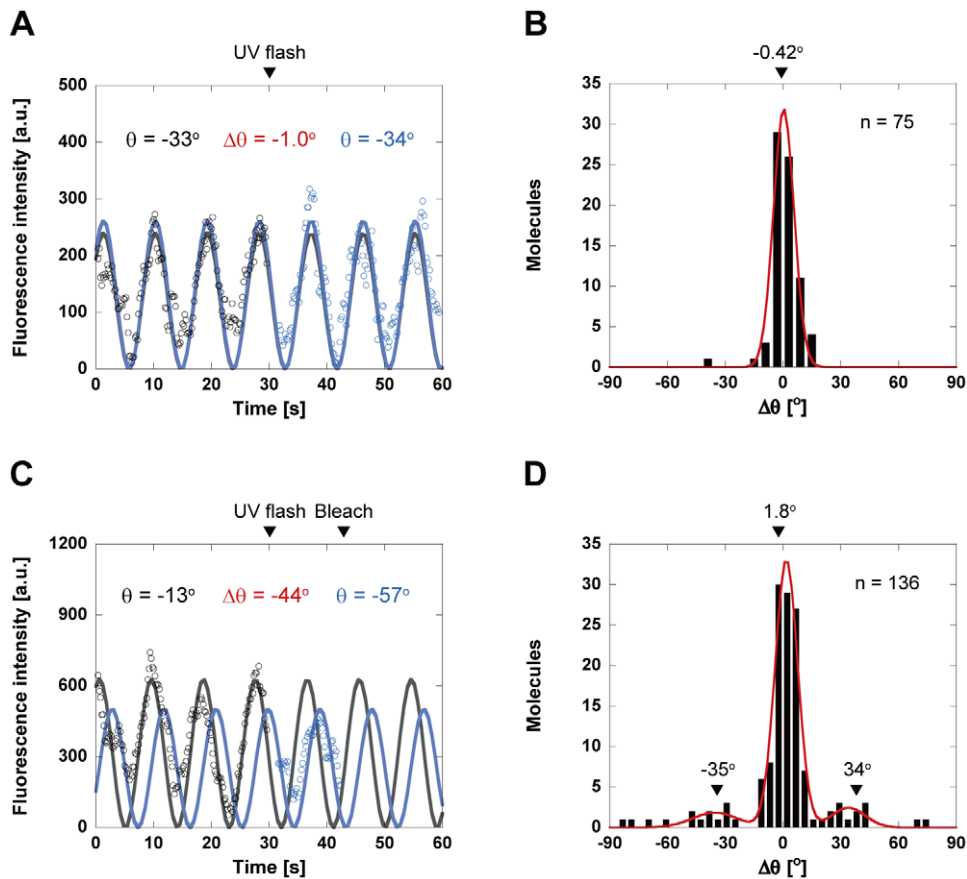 A
UV flash
500
400
300
200
100
0
Fluorescence intensity [a.u.]
θ = -33° Δθ = -1.0° θ = -34°
0 10 20 30 40 50 60
Time [s]
B
-0.42°
35
30
25
20
15
10
5
0
Molecules
n = 75
-90 -60 -30 0 30 60 90
Δθ [°]
C
UV flash Bleach
1200
900
600
300
0
Fluorescence intensity [a.u.]
θ = -13° Δθ = -44° θ = -57°
0 10 20 30 40 50 60
Time [s]
D
1.8°
35
30
25
20
15
10
5
0
Molecules
n = 136
-35° 34°
-90 -60 -30 0 30 60 90
Δθ [°]